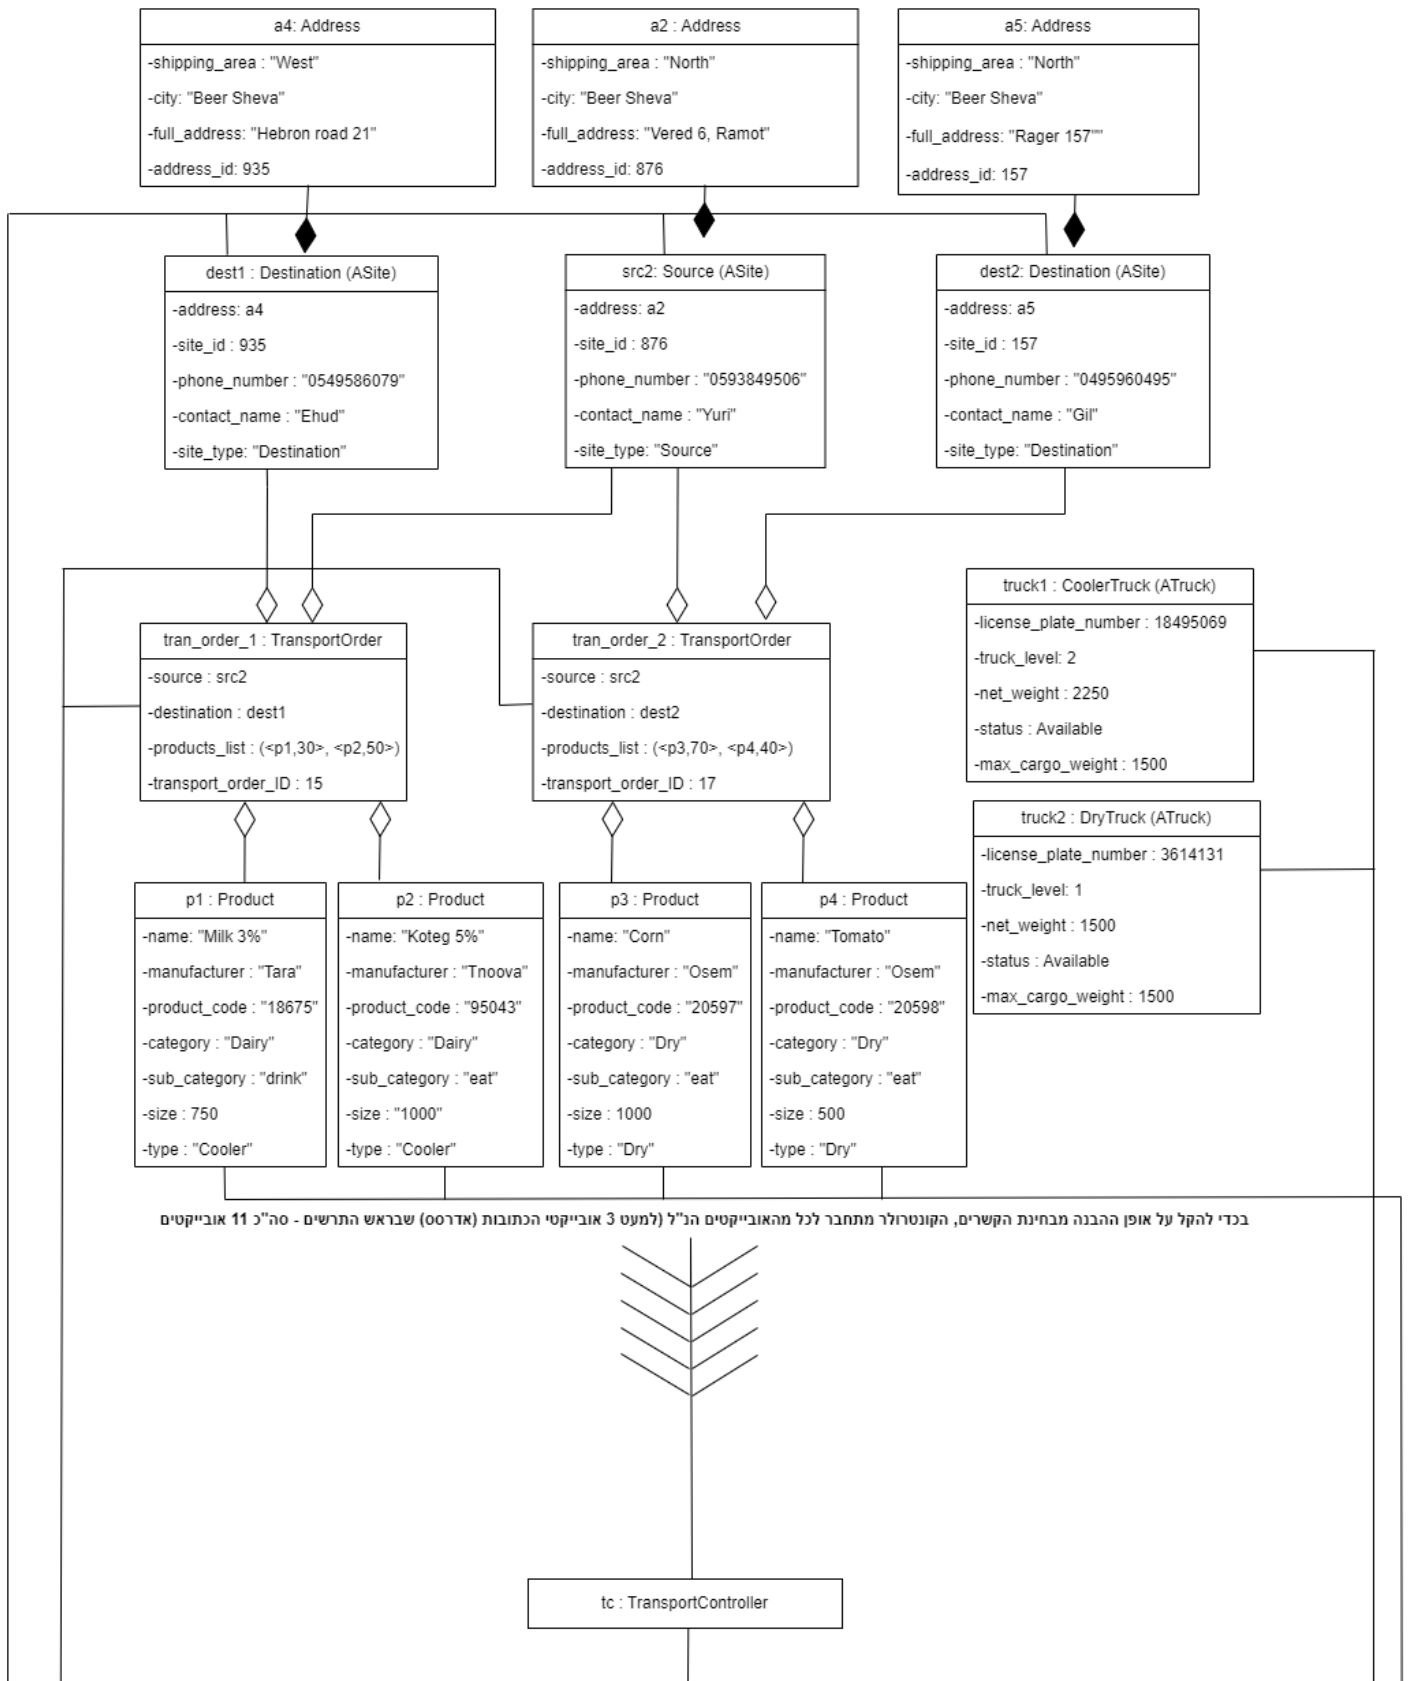 a4: Address
-shipping_area : "West"
-city: "Beer Sheva"
-full_address: "Hebron road 21"
-address_id: 935
a2 : Address
-shipping_area : "North"
-city: "Beer Sheva"
-full_address: "Vered 6, Ramot"
-address_id: 876
a5: Address
-shipping_area : "North"
-city: "Beer Sheva"
-full_address: "Rager 157""
-address_id: 157
dest1 : Destination (ASite)
-address: a4
-site_id : 935
-phone_number : "0549586079"
-contact_name : "Ehud"
-site_type: "Destination"
src2: Source (ASite)
-address: a2
-site_id : 876
-phone_number : "0593849506"
-contact_name : "Yuri"
-site_type: "Source"
dest2: Destination (ASite)
-address: a5
-site_id : 157
-phone_number : "0495960495"
-contact_name : "Gil"
-site_type: "Destination"
tran_order_1 : TransportOrder
-source : src2
-destination : dest1
-products_list : (<p1,30>, <p2,50>)
-transport_order_ID : 15
tran_order_2 : TransportOrder
-source : src2
-destination : dest2
-products_list : (<p3,70>, <p4,40>)
-transport_order_ID : 17
truck1 : CoolerTruck (ATruck)
-license_plate_number : 18495069
-truck_level: 2
-net_weight : 2250
-status : Available
-max_cargo_weight : 1500
truck2 : DryTruck (ATruck)
-license_plate_number : 3614131
-truck_level: 1
-net_weight : 1500
-status : Available
-max_cargo_weight : 1500
p1 : Product
-name: "Milk 3%"
-manufacturer : "Tara"
-product_code : "18675"
-category : "Dairy"
-sub_category : "drink"
-size : 750
-type : "Cooler"
p2 : Product
-name: "Koteg 5%"
-manufacturer : "Tnoova"
-product_code : "95043"
-category : "Dairy"
-sub_category : "eat"
-size : "1000"
-type : "Cooler"
p3 : Product
-name: "Corn"
-manufacturer : "Osem"
-product_code : "20597"
-category : "Dry"
-sub_category : "eat"
-size : 1000
-type : "Dry"
p4 : Product
-name: "Tomato"
-manufacturer : "Osem"
-product_code : "20598"
-category : "Dry"
-sub_category : "eat"
-size : 500
-type : "Dry"
בכדי להקל על אופן ההבנה מבחינת הקשרים, הקונטרולר מתחבר לכל מהאובייקטים הנ"ל (למעט 3 אובייקטי הכתובות (אדרסס) שבראש התרשים - סה"כ 11 אובייקטים
tc : TransportController